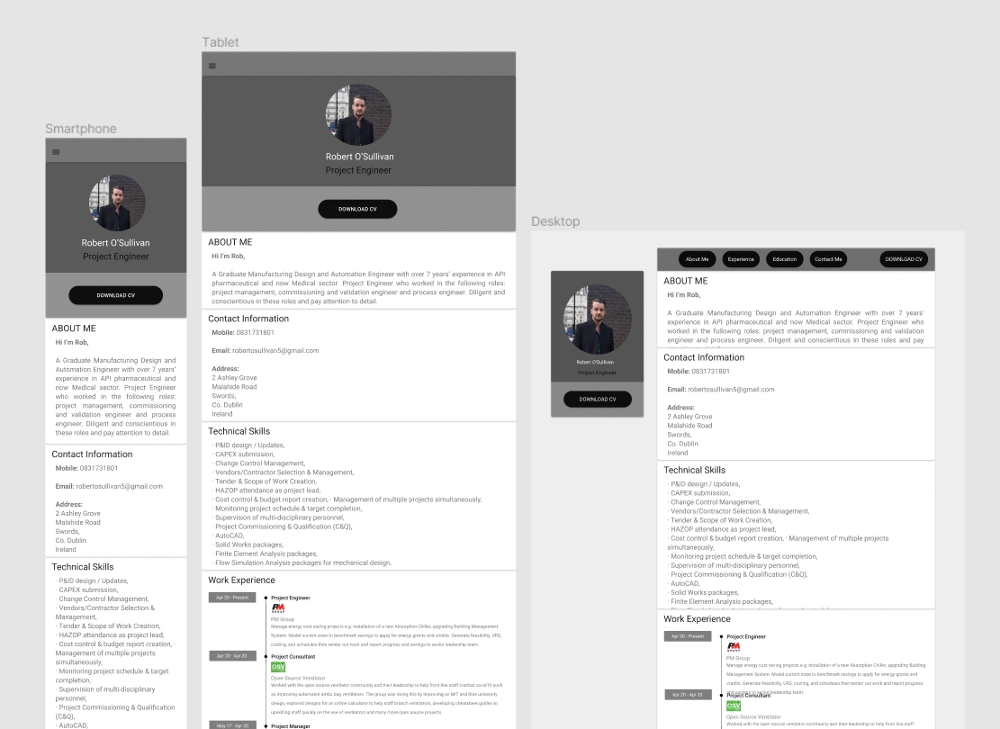 Smartphone
Robert O'Sullivan
Project Engineer
DOWNLOAD CV
ABOUT ME
Hi I'm Rob,
A Graduate Manufacturing Design and
Automation Engineer with over 7 years'
experience in API pharmaceutical and
now Medical sector. Project Engineer
who worked in the following roles:
project management, commissioning
and validation engineer and process
engineer. Diligent and conscientious in
these roles and pay attention to detail.
Contact Information
Mobile: 0831731801
Email: robertosullivan5@gmail.com
Address:
2 Ashley Grove
Malahide Road
Swords,
Co. Dublin
Ireland
Technical Skills
· P&ID design / Updates,
· CAPEX submission,
· Change Control Management,
· Vendors/Contractor Selection &
Management,
· Tender & Scope of Work Creation,
· HAZOP attendance as project lead,
· Cost control & budget report creation, ·
Management of multiple projects
simultaneously,
· Monitoring project schedule & target
completion,
· Supervision of multi-disciplinary
personnel,
· Project Commissioning & Qualification
(C&Q),
· AutoCAD,
Tablet
Robert O'Sullivan
Project Engineer
DOWNLOAD CV
ABOUT ME
Hi I'm Rob,
A Graduate Manufacturing Design and Automation Engineer with over 7 years' experience in API
pharmaceutical and now Medical sector. Project Engineer who worked in the following roles:
project management, commissioning and validation engineer and process engineer. Diligent and
conscientious in these roles and pay attention to detail.
Contact Information
Mobile: 0831731801
Email: robertosullivan5@gmail.com
Address:
2 Ashley Grove
Malahide Road
Swords,
Co. Dublin
Ireland
Technical Skills
· P&ID design / Updates,
· CAPEX submission,
· Change Control Management,
· Vendors/Contractor Selection & Management,
· Tender & Scope of Work Creation,
· HAZOP attendance as project lead,
· Cost control & budget report creation, · Management of multiple projects simultaneously,
· Monitoring project schedule & target completion,
· Supervision of multi-disciplinary personnel,
· Project Commissioning & Qualification (C&Q),
· AutoCAD,
· Solid Works packages,
· Finite Element Analysis packages,
· Flow Simulation Analysis packages for mechanical design.
Work Experience
Apr 20 - Present
Project Engineer
PM
GROUP
PM Group
Manage energy cost saving projects e.g. installation of a new Absorption Chiller, upgrading Building Management
System. Model current state to benchmark savings to apply for energy grants and credits. Generate feasibility, URS,
costing, and schedules then tender out work and report progress and savings to senior leadership team.
Apr 20 - Apr 20
Project Consultant
OSV
Open Source Ventilator
Worked with the open source ventilator community and their leadership to help front line staff combat covid19 such
as improving automated ambu bag ventilators. The group was doing this by improving on MIT and Rice university
design, explored designs for an online calculator to help staff branch ventilators, developing cheatsheet guides to
upskilling staff quickly on the use of ventilators and many more open source projects.
May 17 - Apr 20
Project Manager
Desktop
Robert O'Sullivan
Project Engineer
DOWNLOAD CV
About Me
Experience
Education
Contact Me
DOWNLOAD CV
ABOUT ME
Hi I'm Rob,
A Graduate Manufacturing Design and Automation Engineer with over 7 years'
experience in API pharmaceutical and now Medical sector. Project Engineer who
worked in the following roles: project management, commissioning and validation
engineer and process engineer. Diligent and conscientious in these roles and pay
Contact Information
Mobile: 0831731801
Email: robertosullivan5@gmail.com
Address:
2 Ashley Grove
Malahide Road
Swords,
Co. Dublin
Ireland
Technical Skills
· P&ID design / Updates,
· CAPEX submission,
· Change Control Management,
· Vendors/Contractor Selection & Management,
· Tender & Scope of Work Creation,
· HAZOP attendance as project lead,
· Cost control & budget report creation, · Management of multiple projects
simultaneously,
· Monitoring project schedule & target completion,
· Supervision of multi-disciplinary personnel,
· Project Commissioning & Qualification (C&Q),
· AutoCAD,
· Solid Works packages,
· Finite Element Analysis packages,
Work Experience
Apr 20 - Present
Project Engineer
PM
GROUP
PM Group
Manage energy cost saving projects e.g. installation of a new Absorption Chiller, upgrading Building
Management System. Model current state to benchmark savings to apply for energy grants and
credits. Generate feasibility, URS, costing, and schedules then tender out work and report progress
and savings to senior leadership team.
Apr 20 - Apr 20
Project Consultant
OSV
Open Source Ventilator
Worked with the open source ventilator community and their leadership to help front line staff